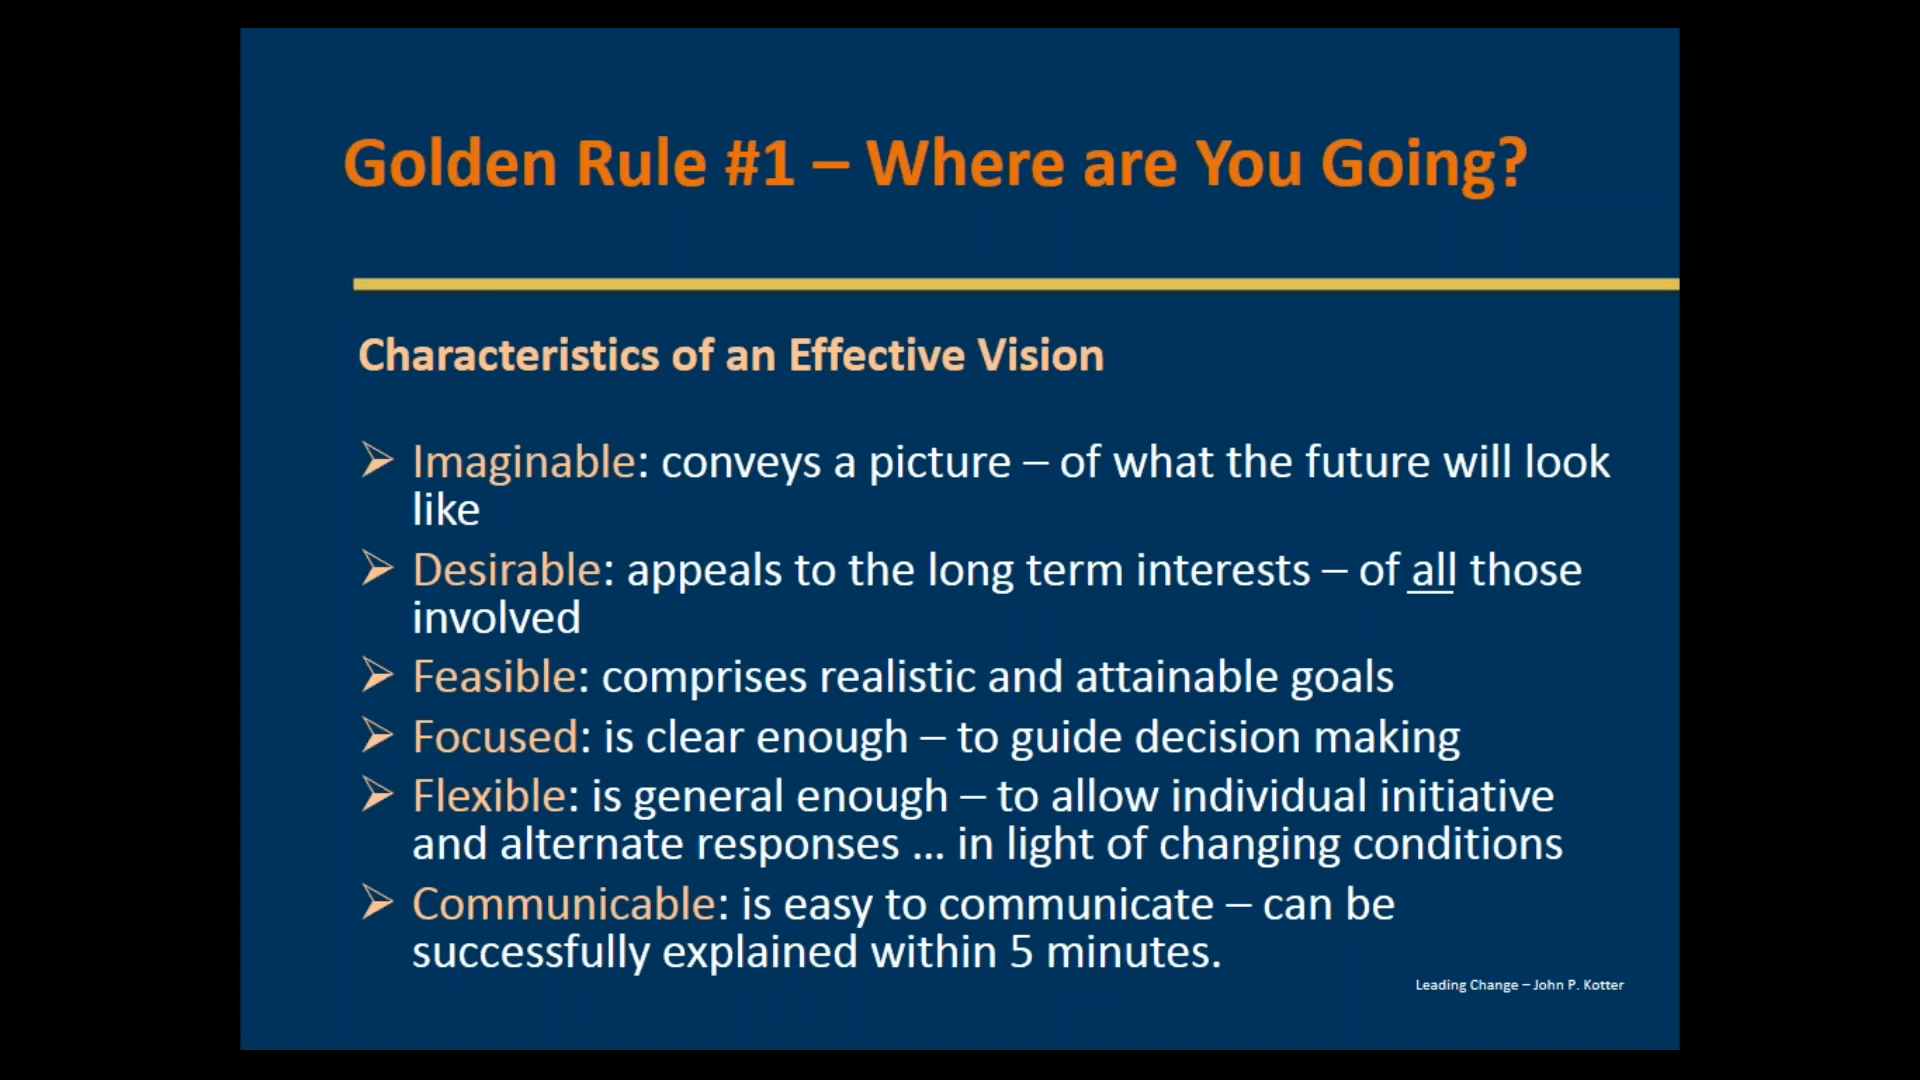 Golden Rule #1 – Where are You Going?
Characteristics of an Effective Vision
➢ Imaginable: conveys a picture – of what the future will look
like
➢ Desirable: appeals to the long term interests – of all those
involved
➢ Feasible: comprises realistic and attainable goals
➢ Focused: is clear enough – to guide decision making
➢ Flexible: is general enough – to allow individual initiative
and alternate responses ... in light of changing conditions
➢ Communicable: is easy to communicate – can be
successfully explained within 5 minutes.
Leading Change – John P. Kotter